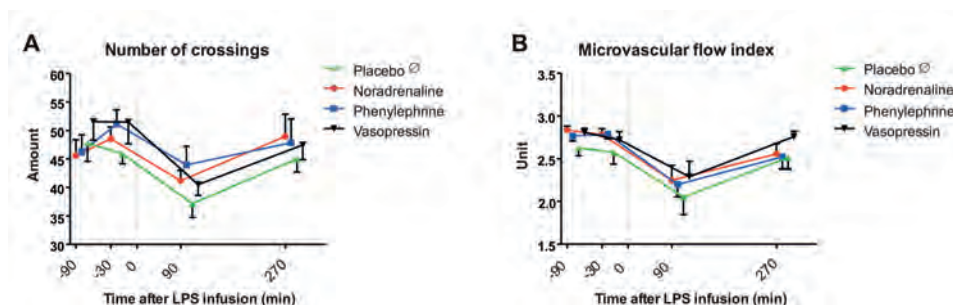 A
Number of crossings
Amount
60
55
50
45
40
35
30
-90
-30
0
90
270
Time after LPS infusion (min)
Placebo Ø
Noradrenaline
Phenylephrine
Vasopressin
B
Microvascular flow index
Unit
3.5
3.0
2.5
2.0
1.5
-90
-30
0
90
270
Time after LPS infusion (min)
Placebo Ø
Noradrenaline
Phenylephrine
Vasopressin